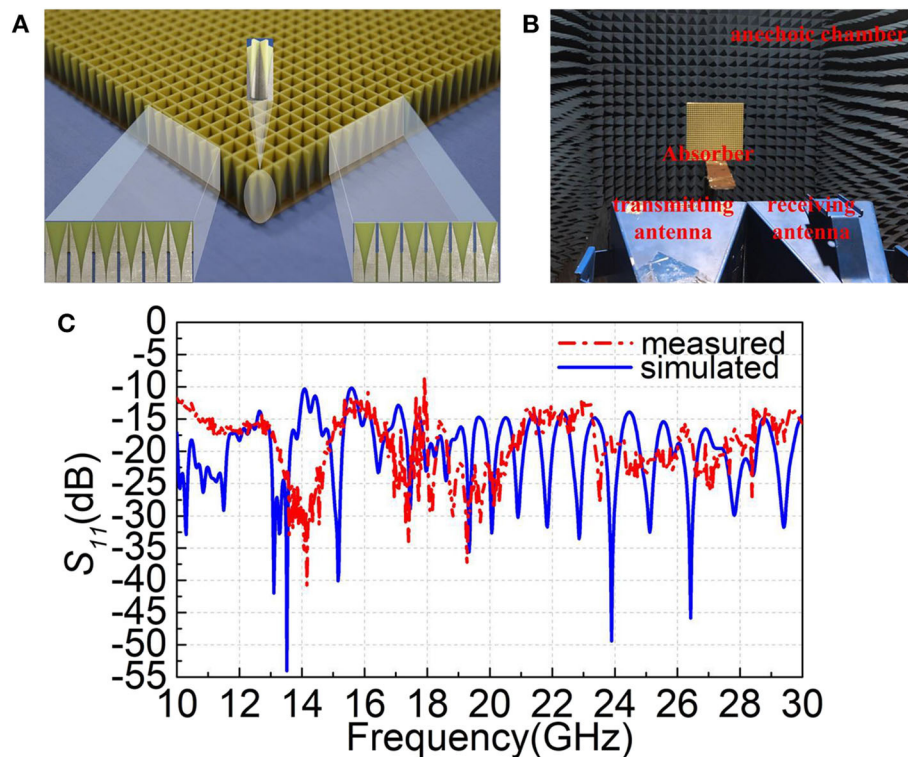 A
B
anechoic chamber
Absorber
transmitting
antenna
receiving
antenna
C
measured
simulated
0
-5
-10
-15
-20
-25
-30
-35
-40
-45
-50
-55
S11(dB)
10 12 14 16 18 20 22 24 26 28 30
Frequency(GHz)